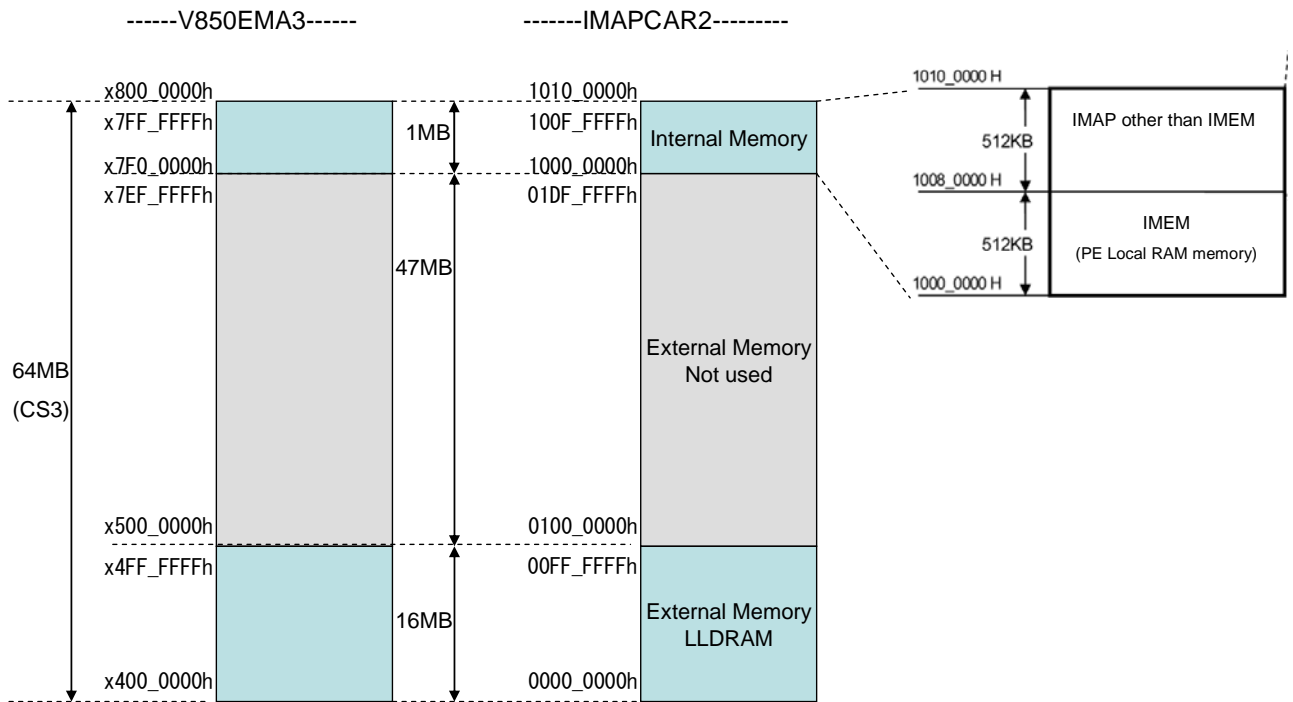 ------V850EMA3------
-------IMAPCAR2---------
x800_0000h
x7FF_FFFFh
x7F0_0000h
x7EF_FFFFh
x500_0000h
x4FF_FFFFh
x400_0000h
64MB
(CS3)
1MB
47MB
16MB
1010_0000h
100F_FFFFh
1000_0000h
01DF_FFFFh
0100_0000h
00FF_FFFFh
0000_0000h
Internal Memory
External Memory
Not used
External Memory
LLDRAM
1010_0000 H
512KB
1008_0000 H
512KB
1000_0000 H
IMAP other than IMEM
IMEM
(PE Local RAM memory)